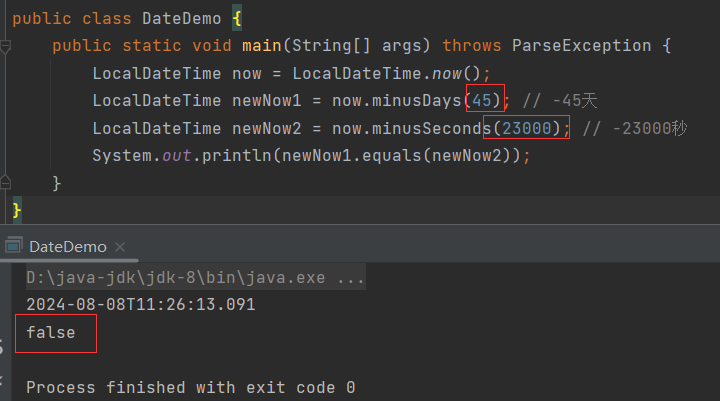 public class DateDemo {
public static void main(String[] args) throws ParseException {
LocalDateTime now = LocalDateTime.now();
LocalDateTime newNow1 = now.minusDays(45); // -45天
LocalDateTime newNow2 = now.minusSeconds(23000); // -23000秒
System.out.println(newNow1.equals(newNow2));
}
}
DateDemo ×
D:\java-jdk\jdk-8\bin\java.exe ...
2024-08-08T11:26:13.091
false
Process finished with exit code 0